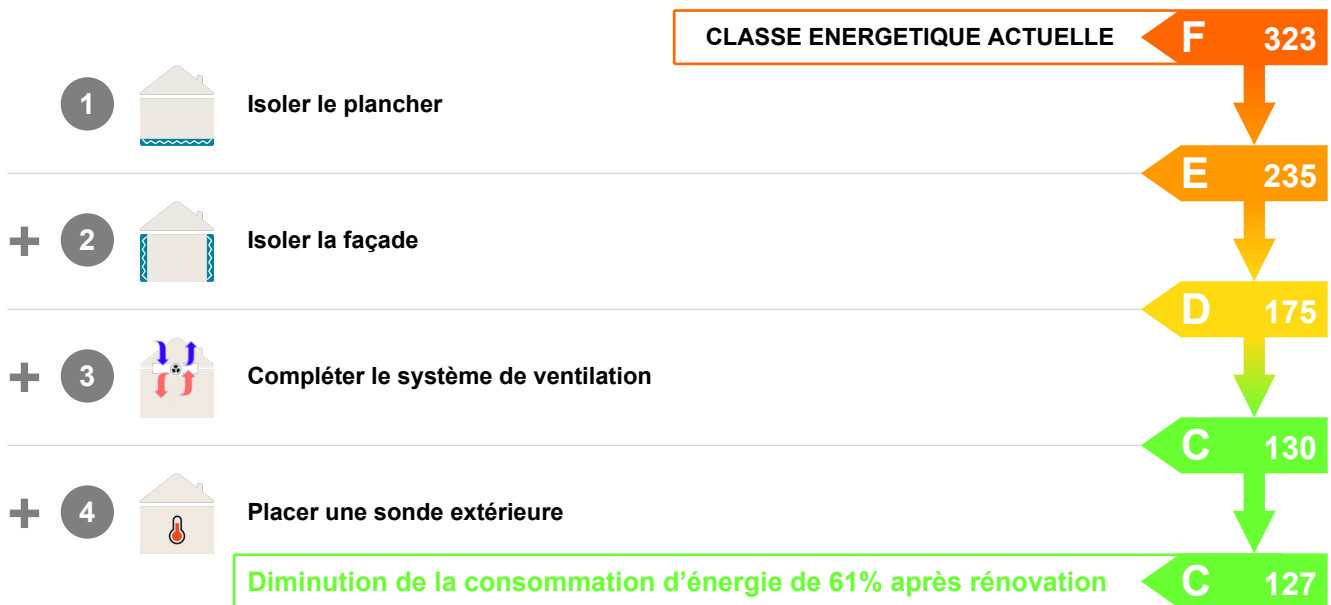 CLASSE ENERGETIQUE ACTUELLE F 323
1 Isoler le plancher
E 235
+ 2 Isoler la façade
D 175
+ 3 Compléter le système de ventilation
C 130
+ 4 Placer une sonde extérieure
Diminution de la consommation d’énergie de 61% après rénovation C 127